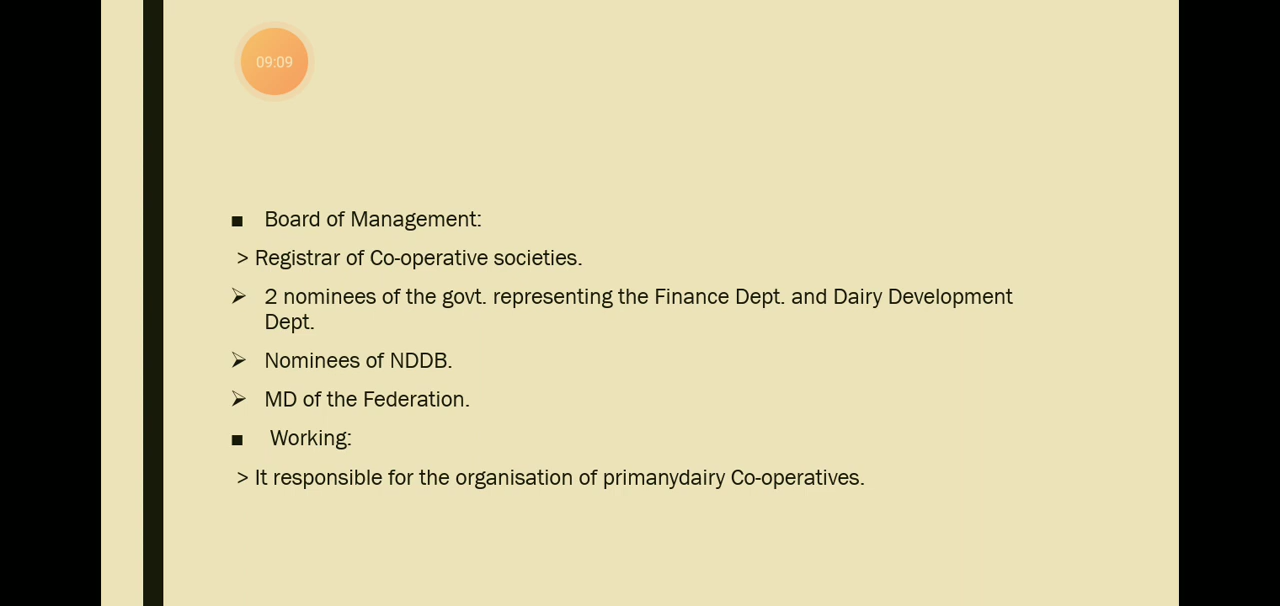 09:09
■ Board of Management:
> Registrar of Co-operative societies.
➢ 2 nominees of the govt. representing the Finance Dept. and Dairy Development
Dept.
➢ Nominees of NDDB.
➢ MD of the Federation.
■ Working:
> It responsible for the organisation of primanydairy Co-operatives.